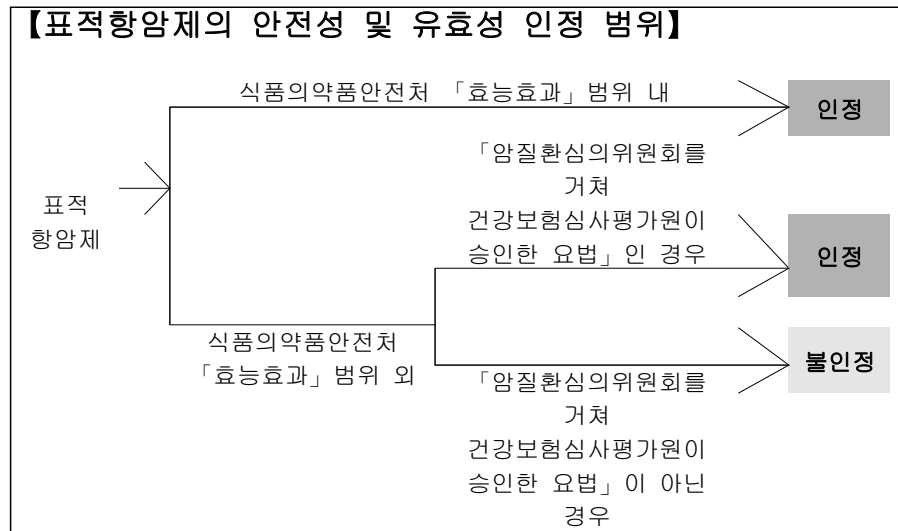 【표적항암제의 안전성 및 유효성 인정 범위】
식품의약품안전처 「효능효과」범위 내
인정
「암질환심의위원회를
거쳐
건강보험심사평가원이
승인한 요법」인 경우
인정
표적
항암제
식품의약품안전처
「효능효과」범위 외
불인정
「암질환심의위원회를
거쳐
건강보험심사평가원이
승인한 요법」이 아닌
경우